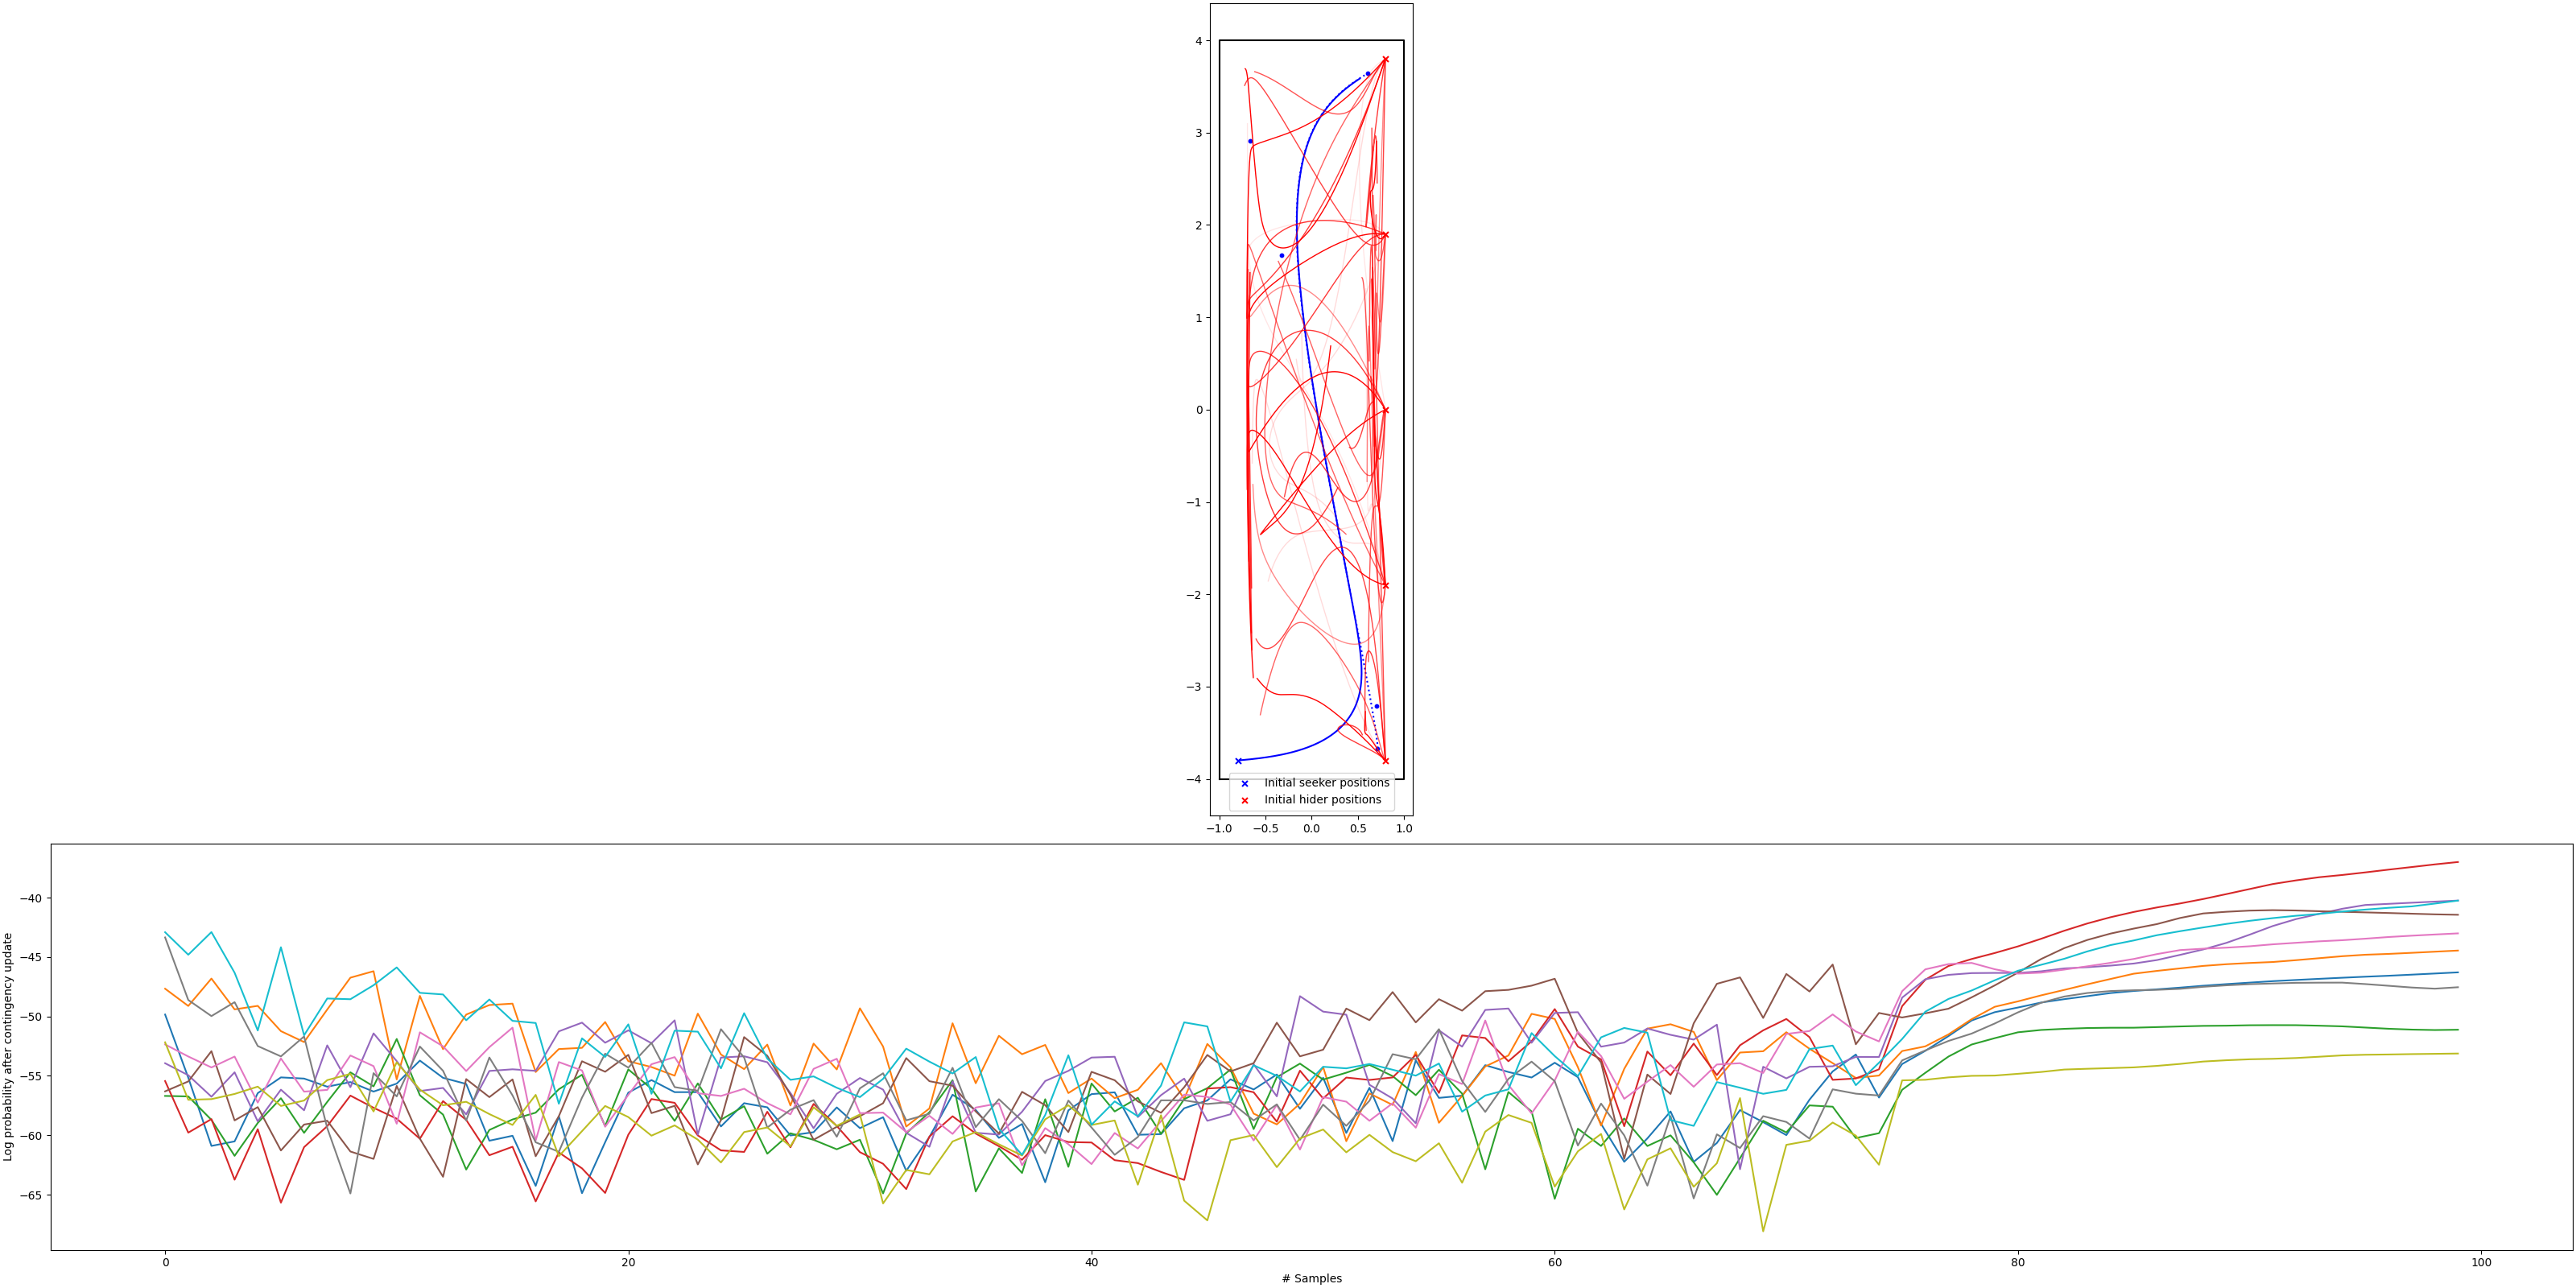 4
3
2
1
0
−1
−2
−3
−4
Initial seeker positions
Initial hider positions
−1.0 −0.5 0.0 0.5 1.0
Log probability after contingency update
−40
−45
−50
−55
−60
−65
0 20 40 60 80 100
# Samples